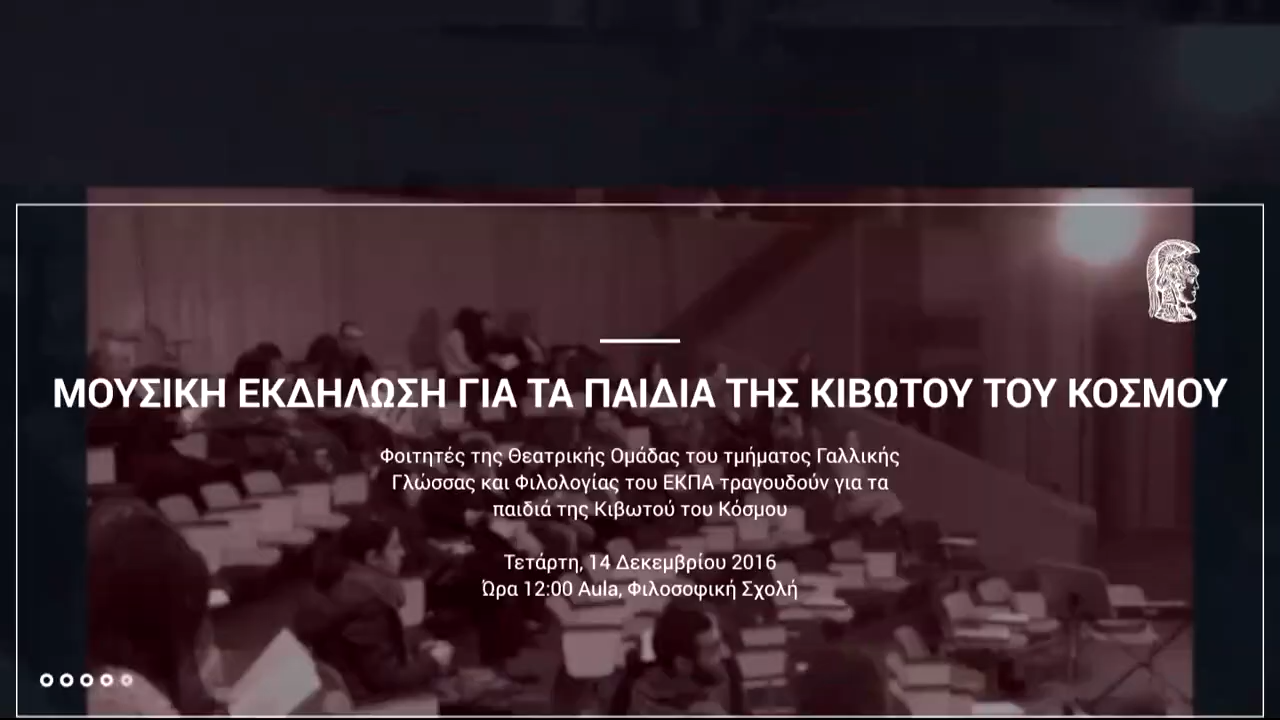 ΜΟΥΣΙΚΗ ΕΚΔΗΛΩΣΗ ΓΙΑ ΤΑ ΠΑΙΔΙΑ ΤΗΣ ΚΙΒΩΤΟΥ ΤΟΥ ΚΟΣΜΟΥ
Φοιτητές της Θεατρικής Ομάδας του τμήματος Γαλλικής
Γλώσσας και Φιλολογίας του ΕΚΠΑ τραγουδούν για τα
παιδιά της Κιβωτού του Κόσμου
Τετάρτη, 14 Δεκεμβρίου 2016
Ώρα 12:00 Aula, Φιλοσοφική Σχολή